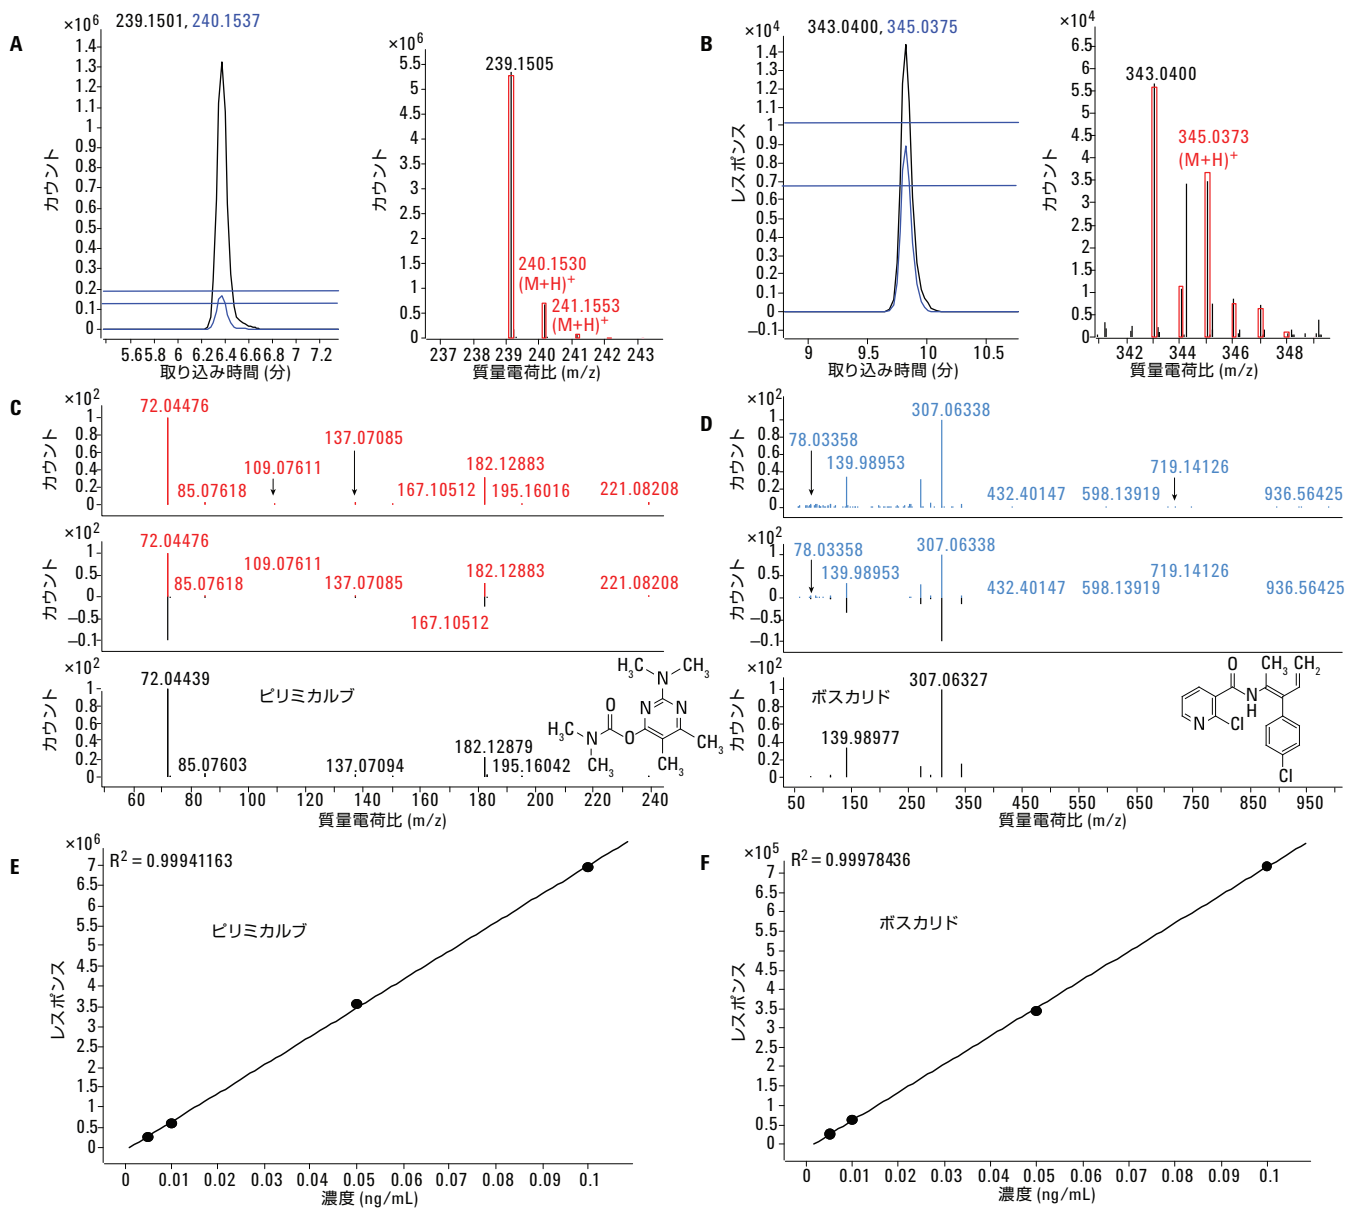 A
×10⁶
239.1501, 240.1537
1.4
1.3
1.2
1.1
1
0.9
0.8
0.7
0.6
0.5
0.4
0.3
0.2
0.1
0
カウント
5.6 5.8 6 6.2 6.4 6.6 6.8 7 7.2
取り込み時間 (分)
×10⁶
5.5
5
4.5
4
3.5
3
2.5
2
1.5
1
0.5
0
カウント
239.1505
240.1530
(M+H)⁺
241.1553
(M+H)⁺
237 238 239 240 241 242 243
質量電荷比 (m/z)
B
×10⁴
343.0400, 345.0375
1.4
1.3
1.2
1.1
1
0.9
0.8
0.7
0.6
0.5
0.4
0.3
0.2
0.1
0
–0.1
レスポンス
9 9.5 10 10.5
取り込み時間 (分)
×10⁴
6.5
6
5.5
5
4.5
4
3.5
3
2.5
2
1.5
1
0.5
0
カウント
343.0400
345.0373
(M+H)⁺
342 344 346 348
質量電荷比 (m/z)
C
×10²
1
0.8
0.6
0.4
0.2
0
カウント
72.04476
137.07085
109.07611
182.12883
85.07618
167.10512
195.16016
221.08208
×10²
1
0.5
0
–0.5
–0.1
カウント
72.04476
109.07611
182.12883
85.07618
137.07085
221.08208
167.10512
×10²
1
0.8
0.6
0.4
0.2
0
カウント
72.04439
ピリミカルブ
182.12879
85.07603
137.07094
195.16042
H₃C
CH₃
N
O
N
N
H₃C
N
O
CH₃
CH₃
CH₃
60 80 100 120 140 160 180 200 220 240
質量電荷比 (m/z)
D
×10²
1
0.8
0.6
0.4
0.2
0
カウント
307.06338
78.03358
139.98953
719.14126
432.40147
598.13919
936.56425
×10²
1
0.5
0
–0.5
–0.1
カウント
307.06338
78.03358
139.98953
719.14126
432.40147
598.13919
936.56425
×10²
1
0.8
0.6
0.4
0.2
0
カウント
ボスカリド
307.06327
139.98977
O
CH₃
CH₂
N
H
N
Cl
Cl
50 150 250 350 450 550 650 750 850 950
質量電荷比 (m/z)
E
×10⁶
R² = 0.99941163
7
6.5
6
5.5
5
4.5
4
3.5
3
2.5
2
1.5
1
0.5
0
レスポンス
ピリミカルブ
0 0.01 0.02 0.03 0.04 0.05 0.06 0.07 0.08 0.09 0.1
濃度 (ng/mL)
F
×10⁵
R² = 0.99978436
7
6.5
6
5.5
5
4.5
4
3.5
3
2.5
2
1.5
1
0.5
0
レスポンス
ボスカリド
0 0.01 0.02 0.03 0.04 0.05 0.06 0.07 0.08 0.09 0.1
濃度 (ng/mL)